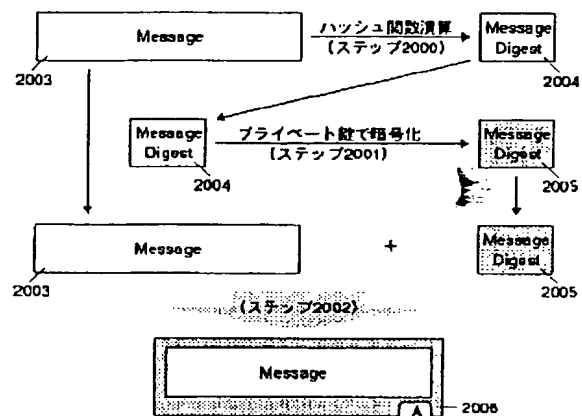 Message
ハッシュ関数演算
(ステップ2000)
Message
Digest
2003
2004
Message
Digest
プライベート鍵で暗号化
(ステップ2001)
Message
Digest
2004
2005
Message
+
Message
Digest
2003
2005
(ステップ2002)
Message
2006